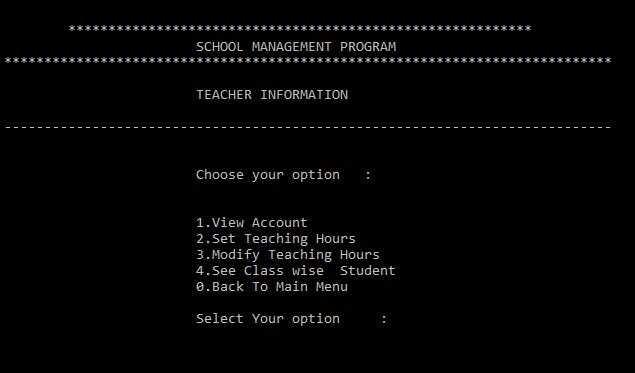 **********************************************************
SCHOOL MANAGEMENT PROGRAM
****************************************************************************
TEACHER INFORMATION
----------------------------------------------------------------------------
Choose your option   :
1.View Account
2.Set Teaching Hours
3.Modify Teaching Hours
4.See Class wise  Student
0.Back To Main Menu
Select Your option     :